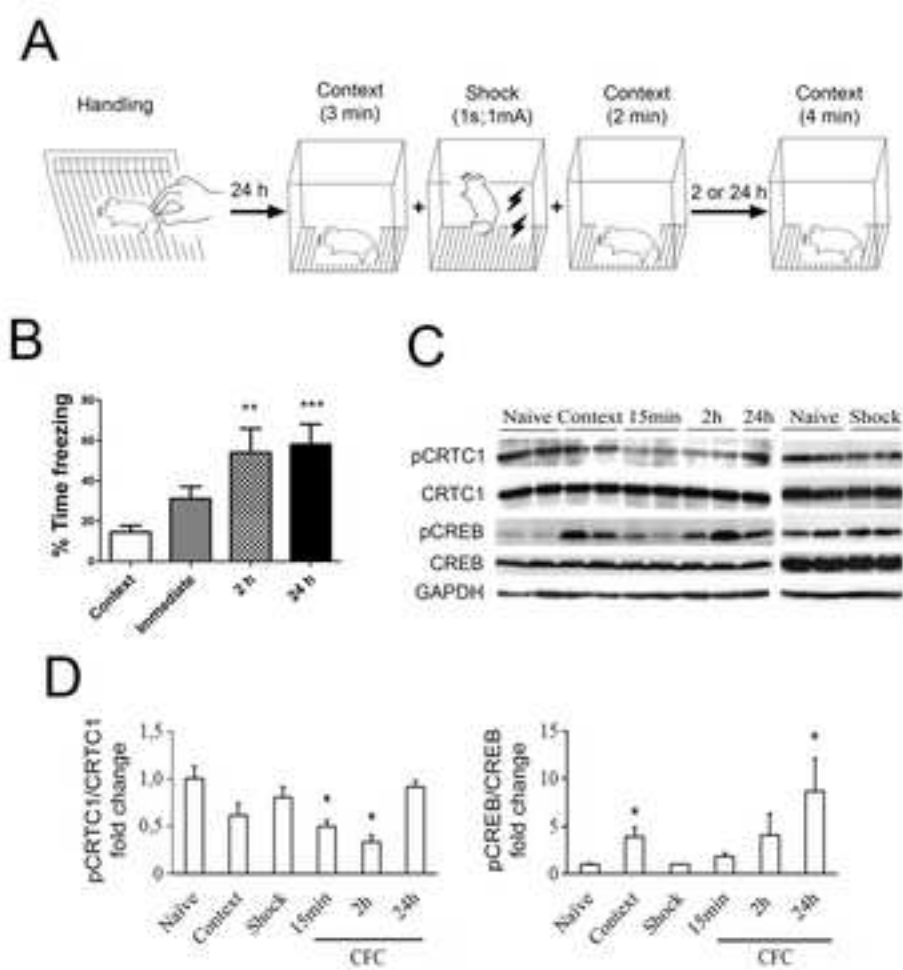 A
Handling
Context
(3 min)
Shock
(1s;1mA)
Context
(2 min)
Context
(4 min)
24 h
+
+
2 or 24 h
B
% Time freezing
80
60
40
20
0
**
***
Context
Immediate
2 h
24 h
C
Naive Context 15min 2h 24h Naive Shock
pCRTC1
CRTC1
pCREB
CREB
GAPDH
D
pCRTC1/CRTC1
fold change
1,5
1,0
0,5
0
*
*
Naive
Context
Shock
15min
2h
24h
CFC
pCREB/CREB
fold change
15
10
5
0
*
*
Naive
Context
Shock
15min
2h
24h
CFC